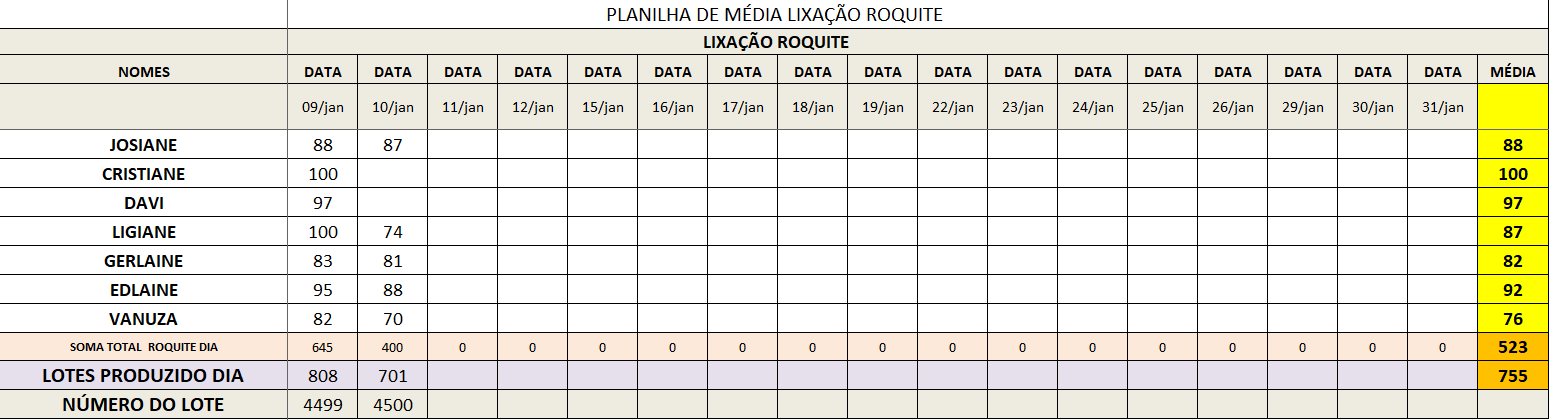 PLANILHA DE MÉDIA LIXAÇÃO ROQUITE
LIXAÇÃO ROQUITE
NOMES DATA DATA DATA DATA DATA DATA DATA DATA DATA DATA DATA DATA DATA DATA DATA DATA DATA MÉDIA
09/jan 10/jan 11/jan 12/jan 15/jan 16/jan 17/jan 18/jan 19/jan 22/jan 23/jan 24/jan 25/jan 26/jan 29/jan 30/jan 31/jan
JOSIANE 88 87 88
CRISTIANE 100 100
DAVI 97 97
LIGIANE 100 74 87
GERLAINE 83 81 82
EDLAINE 95 88 92
VANUZA 82 70 76
SOMA TOTAL ROQUITE DIA 645 400 0 0 0 0 0 0 0 0 0 0 0 0 0 0 0 523
LOTES PRODUZIDO DIA 808 701 755
NÚMERO DO LOTE 4499 4500